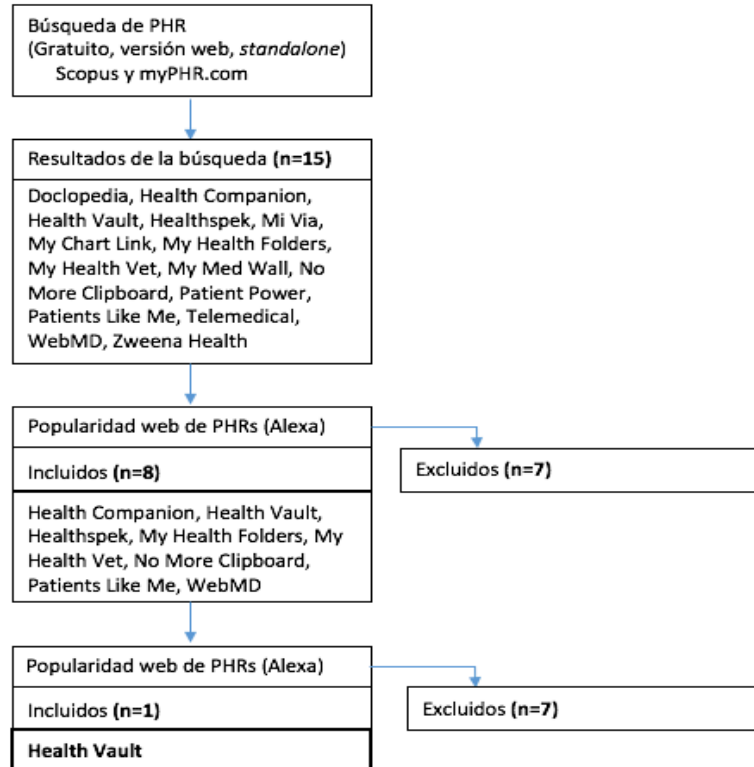 Búsqueda de PHR
(Gratuito, versión web, standalone)
Scopus y myPHR.com
Resultados de la búsqueda (n=15)
Doclopedia, Health Companion,
Health Vault, Healthspek, Mi Via,
My Chart Link, My Health Folders,
My Health Vet, My Med Wall, No
More Clipboard, Patient Power,
Patients Like Me, Telemedical,
WebMD, Zweena Health
Popularidad web de PHRs (Alexa)
Incluidos (n=8)
Excluidos (n=7)
Health Companion, Health Vault,
Healthspek, My Health Folders, My
Health Vet, No More Clipboard,
Patients Like Me, WebMD
Popularidad web de PHRs (Alexa)
Incluidos (n=1)
Excluidos (n=7)
Health Vault